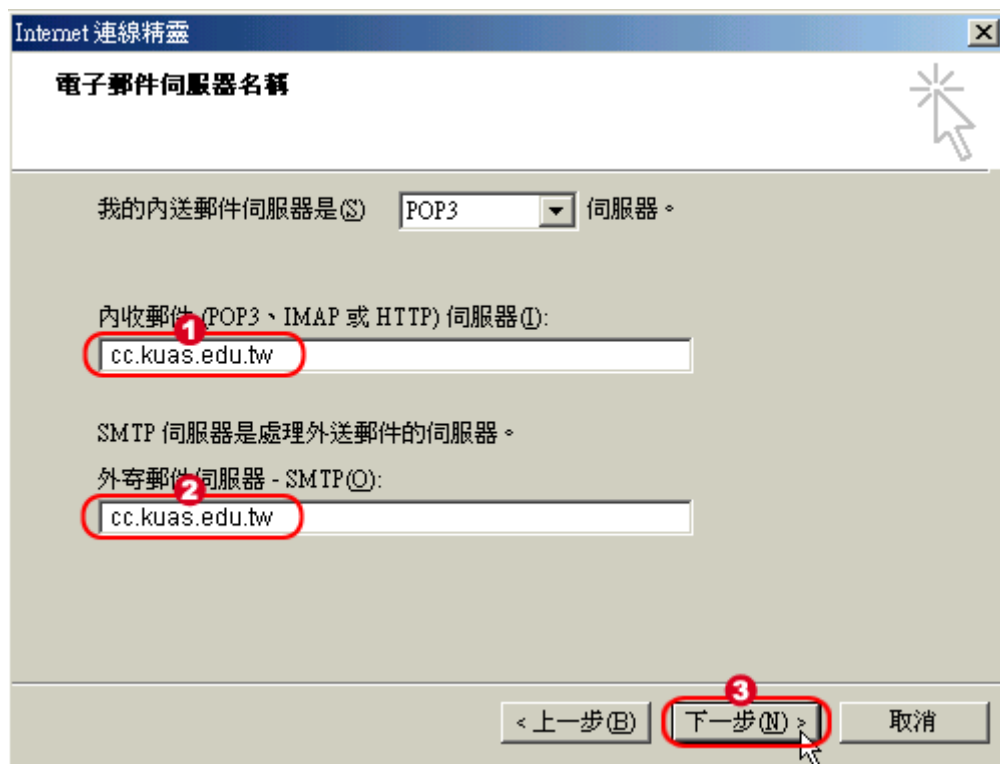 Internet 連線精靈
電子郵件伺服器名稱
我的內送郵件伺服器是(S) POP3 伺服器。
內收郵件 (POP3、IMAP 或 HTTP) 伺服器(I):
1
cc.kuas.edu.tw
SMTP 伺服器是處理外送郵件的伺服器。
外寄郵件伺服器 - SMTP(O):
2
cc.kuas.edu.tw
3
< 上一步(B) 下一步(N) > 取消